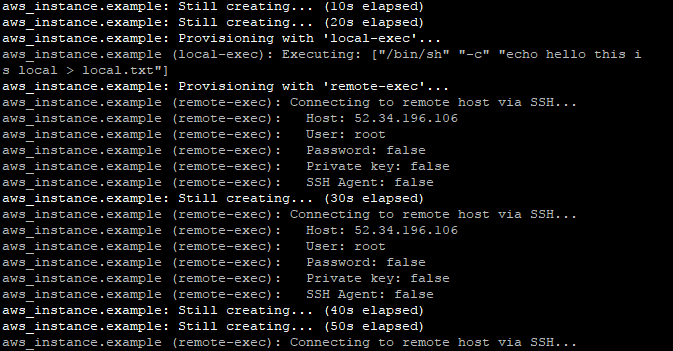 aws_instance.example: Still creating... (10s elapsed)
aws_instance.example: Still creating... (20s elapsed)
aws_instance.example: Provisioning with 'local-exec'...
aws_instance.example (local-exec): Executing: ["/bin/sh" "-c" "echo hello this i
s local > local.txt"]
aws_instance.example: Provisioning with 'remote-exec'...
aws_instance.example (remote-exec): Connecting to remote host via SSH...
aws_instance.example (remote-exec):   Host: 52.34.196.106
aws_instance.example (remote-exec):   User: root
aws_instance.example (remote-exec):   Password: false
aws_instance.example (remote-exec):   Private key: false
aws_instance.example (remote-exec):   SSH Agent: false
aws_instance.example: Still creating... (30s elapsed)
aws_instance.example (remote-exec): Connecting to remote host via SSH...
aws_instance.example (remote-exec):   Host: 52.34.196.106
aws_instance.example (remote-exec):   User: root
aws_instance.example (remote-exec):   Password: false
aws_instance.example (remote-exec):   Private key: false
aws_instance.example (remote-exec):   SSH Agent: false
aws_instance.example: Still creating... (40s elapsed)
aws_instance.example: Still creating... (50s elapsed)
aws_instance.example (remote-exec): Connecting to remote host via SSH...